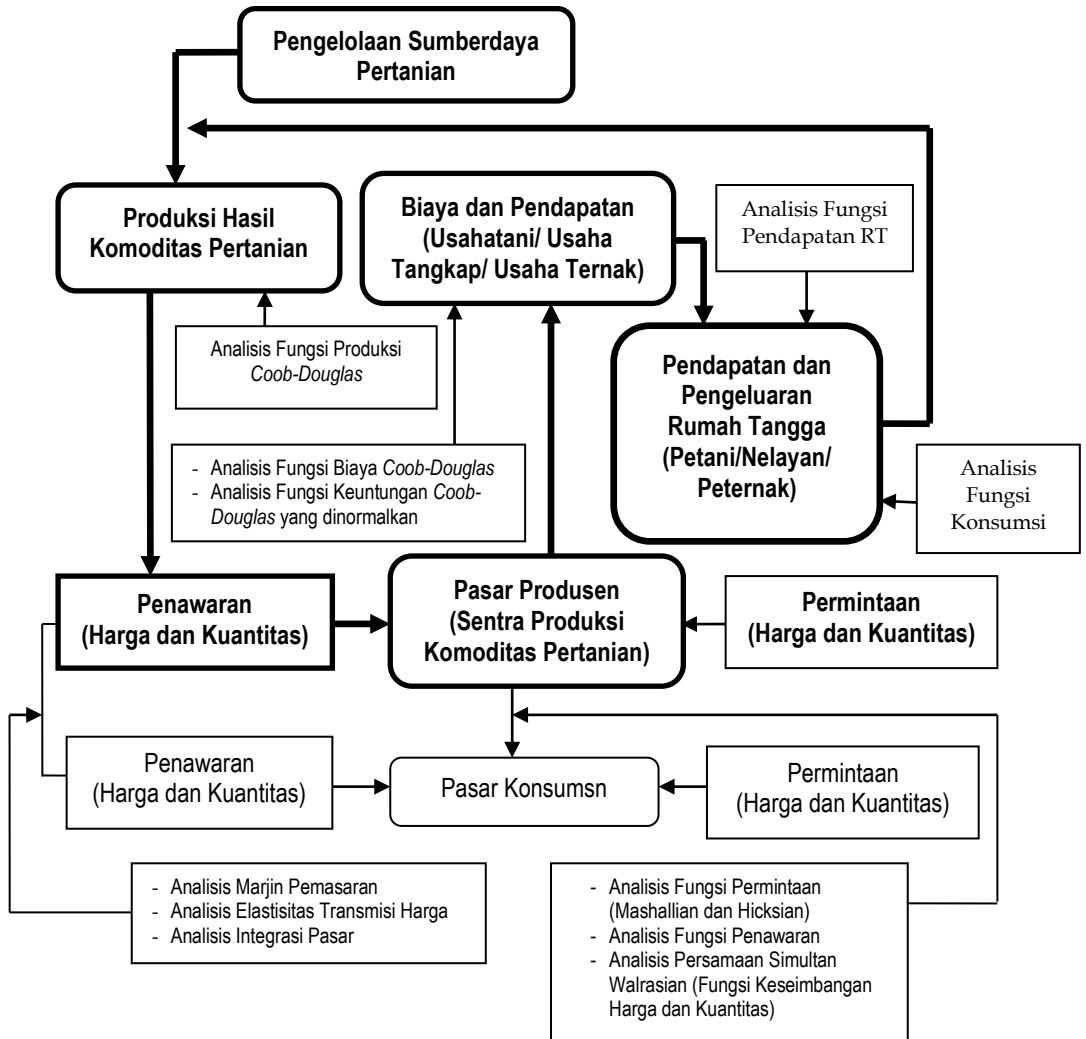 Pengelolaan Sumberdaya
Pertanian
Produksi Hasil
Komoditas Pertanian
Biaya dan Pendapatan
(Usahatani/ Usaha
Tangkap/ Usaha Ternak)
Analisis Fungsi
Pendapatan RT
Analisis Fungsi Produksi
Coob-Douglas
Pendapatan dan
Pengeluaran
Rumah Tangga
(Petani/Nelayan/
Peternak)
- Analisis Fungsi Biaya Coob-Douglas
- Analisis Fungsi Keuntungan Coob-
Douglas yang dinormalkan
Analisis
Fungsi
Konsumsi
Penawaran
(Harga dan Kuantitas)
Pasar Produsen
(Sentra Produksi
Komoditas Pertanian)
Permintaan
(Harga dan Kuantitas)
Penawaran
(Harga dan Kuantitas)
Pasar Konsumsn
Permintaan
(Harga dan Kuantitas)
- Analisis Marjin Pemasaran
- Analisis Elastisitas Transmisi Harga
- Analisis Integrasi Pasar
- Analisis Fungsi Permintaan
(Mashallian dan Hicksian)
- Analisis Fungsi Penawaran
- Analisis Persamaan Simultan
Walrasian (Fungsi Keseimbangan
Harga dan Kuantitas)